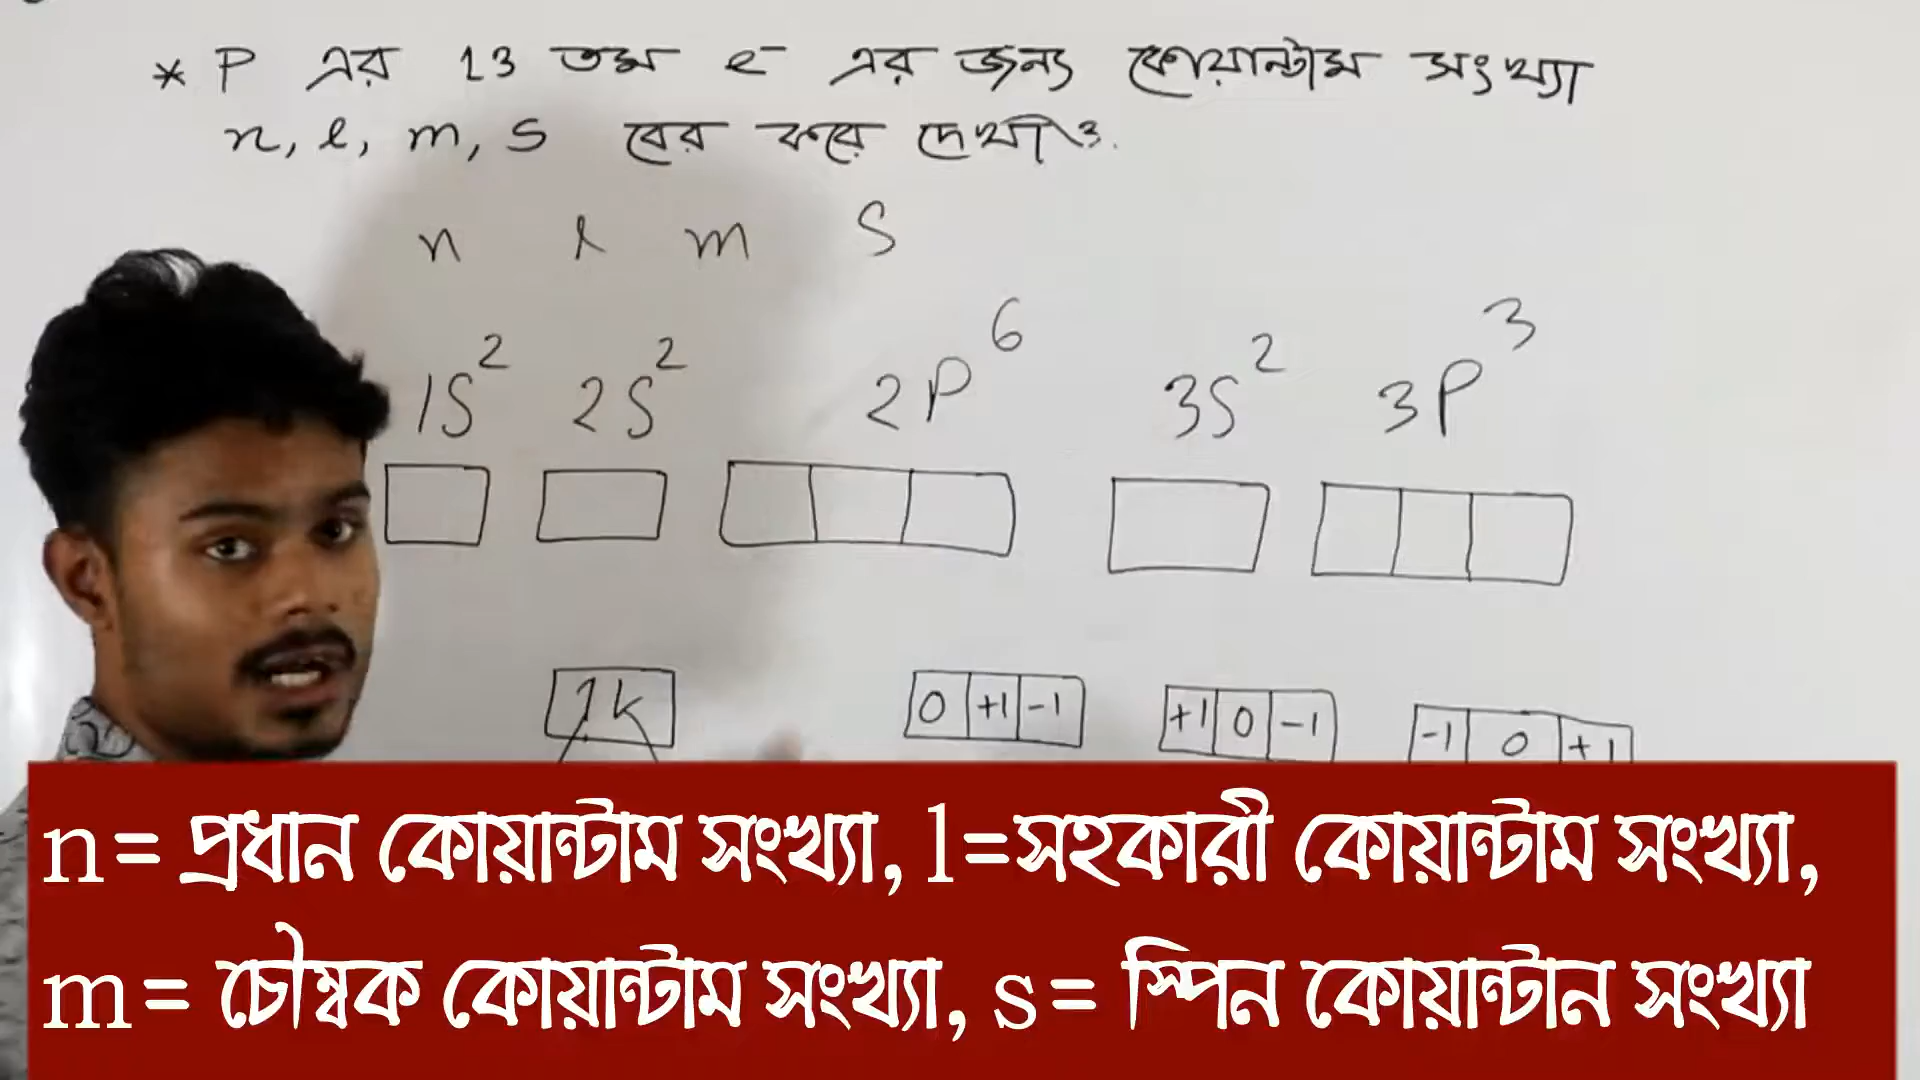 * P এর 13 তম e⁻ এর জন্য কোয়ান্টাম সংখ্যা
n, l, m, s বের করে দেখাও.
n l m S
1S² 2S² 2P⁶ 3S² 3P³
1k 0 +1 -1 +1 0 -1 -1 0 +1
n= প্রধান কোয়ান্টাম সংখ্যা, l=সহকারী কোয়ান্টাম সংখ্যা,
m= চৌম্বক কোয়ান্টাম সংখ্যা, s= স্পিন কোয়ান্টান সংখ্যা